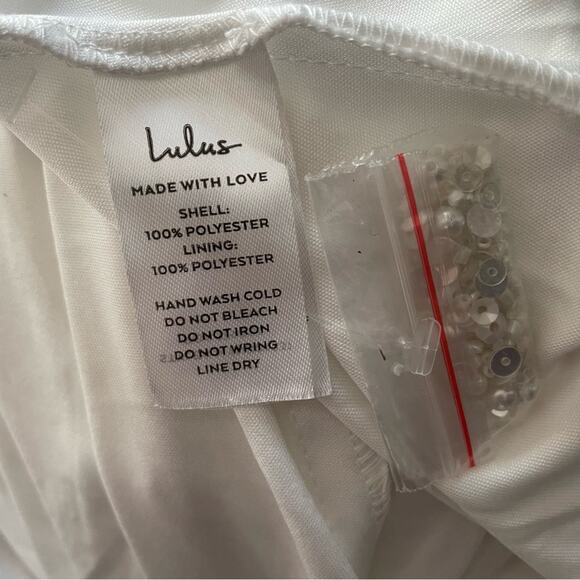 Lulus
MADE WITH LOVE
SHELL:
100% POLYESTER
LINING:
100% POLYESTER
HAND WASH COLD
DO NOT BLEACH
DO NOT IRON
DO NOT WRING
LINE DRY